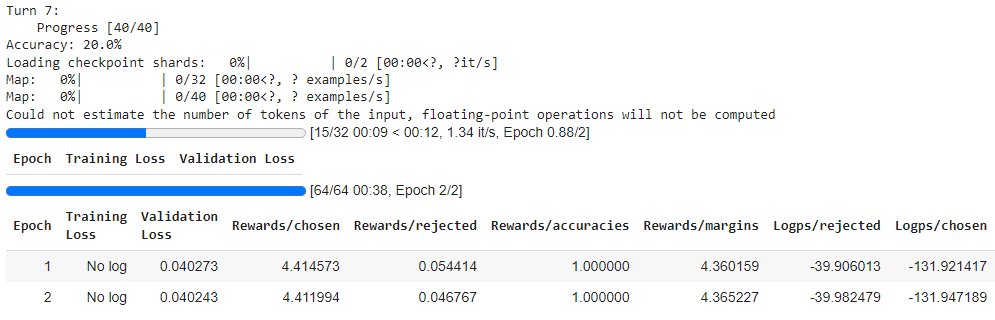 Turn 7:
Progress [40/40]
Accuracy: 20.0%
Loading checkpoint shards:   0%|          | 0/2 [00:00<?, ?it/s]
Map:   0%|          | 0/32 [00:00<?, ? examples/s]
Map:   0%|          | 0/40 [00:00<?, ? examples/s]
Could not estimate the number of tokens of the input, floating-point operations will not be computed
[15/32 00:09 < 00:12, 1.34 it/s, Epoch 0.88/2]
Epoch Training Loss Validation Loss
[64/64 00:38, Epoch 2/2]
Epoch Training Loss Validation Loss Rewards/chosen Rewards/rejected Rewards/accuracies Rewards/margins Logps/rejected Logps/chosen
1 No log 0.040273 4.414573 0.054414 1.000000 4.360159 -39.906013 -131.921417
2 No log 0.040243 4.411994 0.046767 1.000000 4.365227 -39.982479 -131.947189